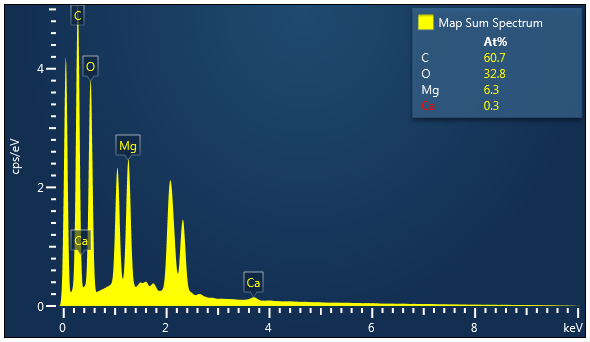 Map Sum Spectrum
At%
C 60.7
O 32.8
Mg 6.3
Ca 0.3
C
O
Mg
Ca
Ca
cps/eV
4
2
0
0 2 4 6 8 keV